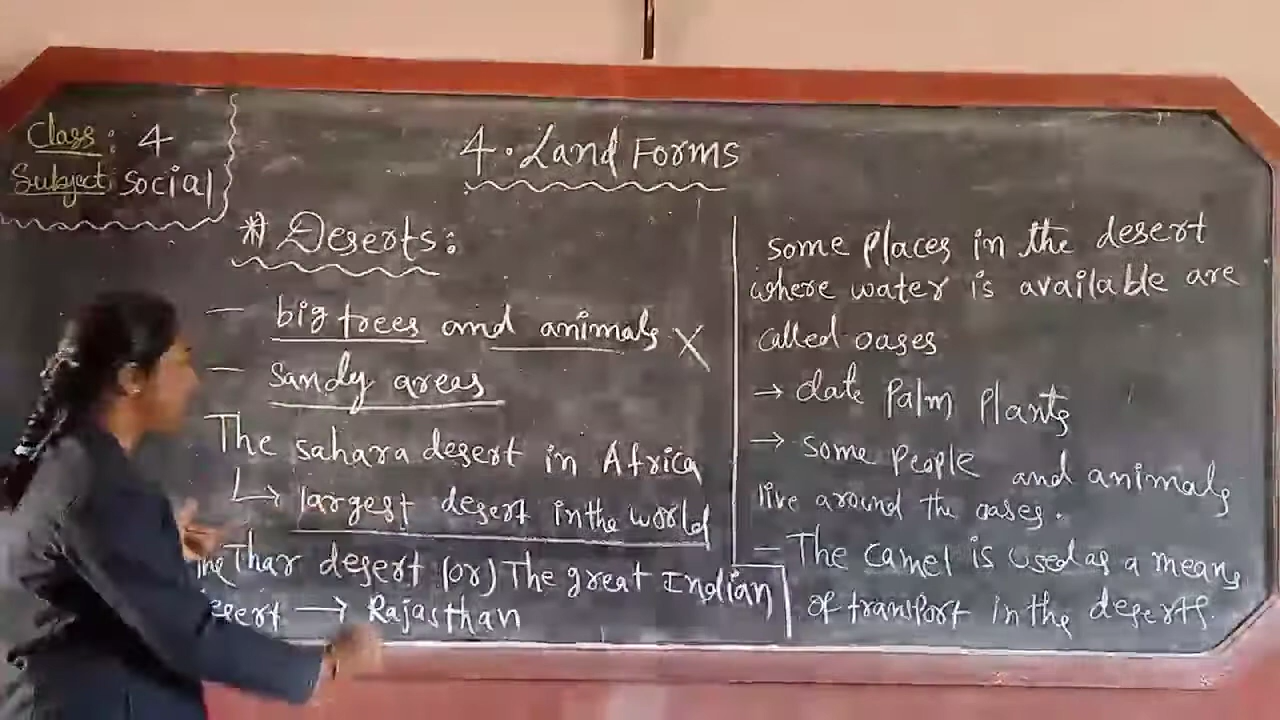 Class: 4
Subject: Social
4. Land Forms
* Deserts:
- big trees and animals X
- Sandy areas
The sahara desert in Africa
↳ largest desert in the world
The Thar desert (or) The great Indian
desert → Rajasthan
some places in the desert
where water is available are
called oases
→ date palm plants
→ some people and animals
live around the oases.
- The camel is used as a means
of transport in the deserts.